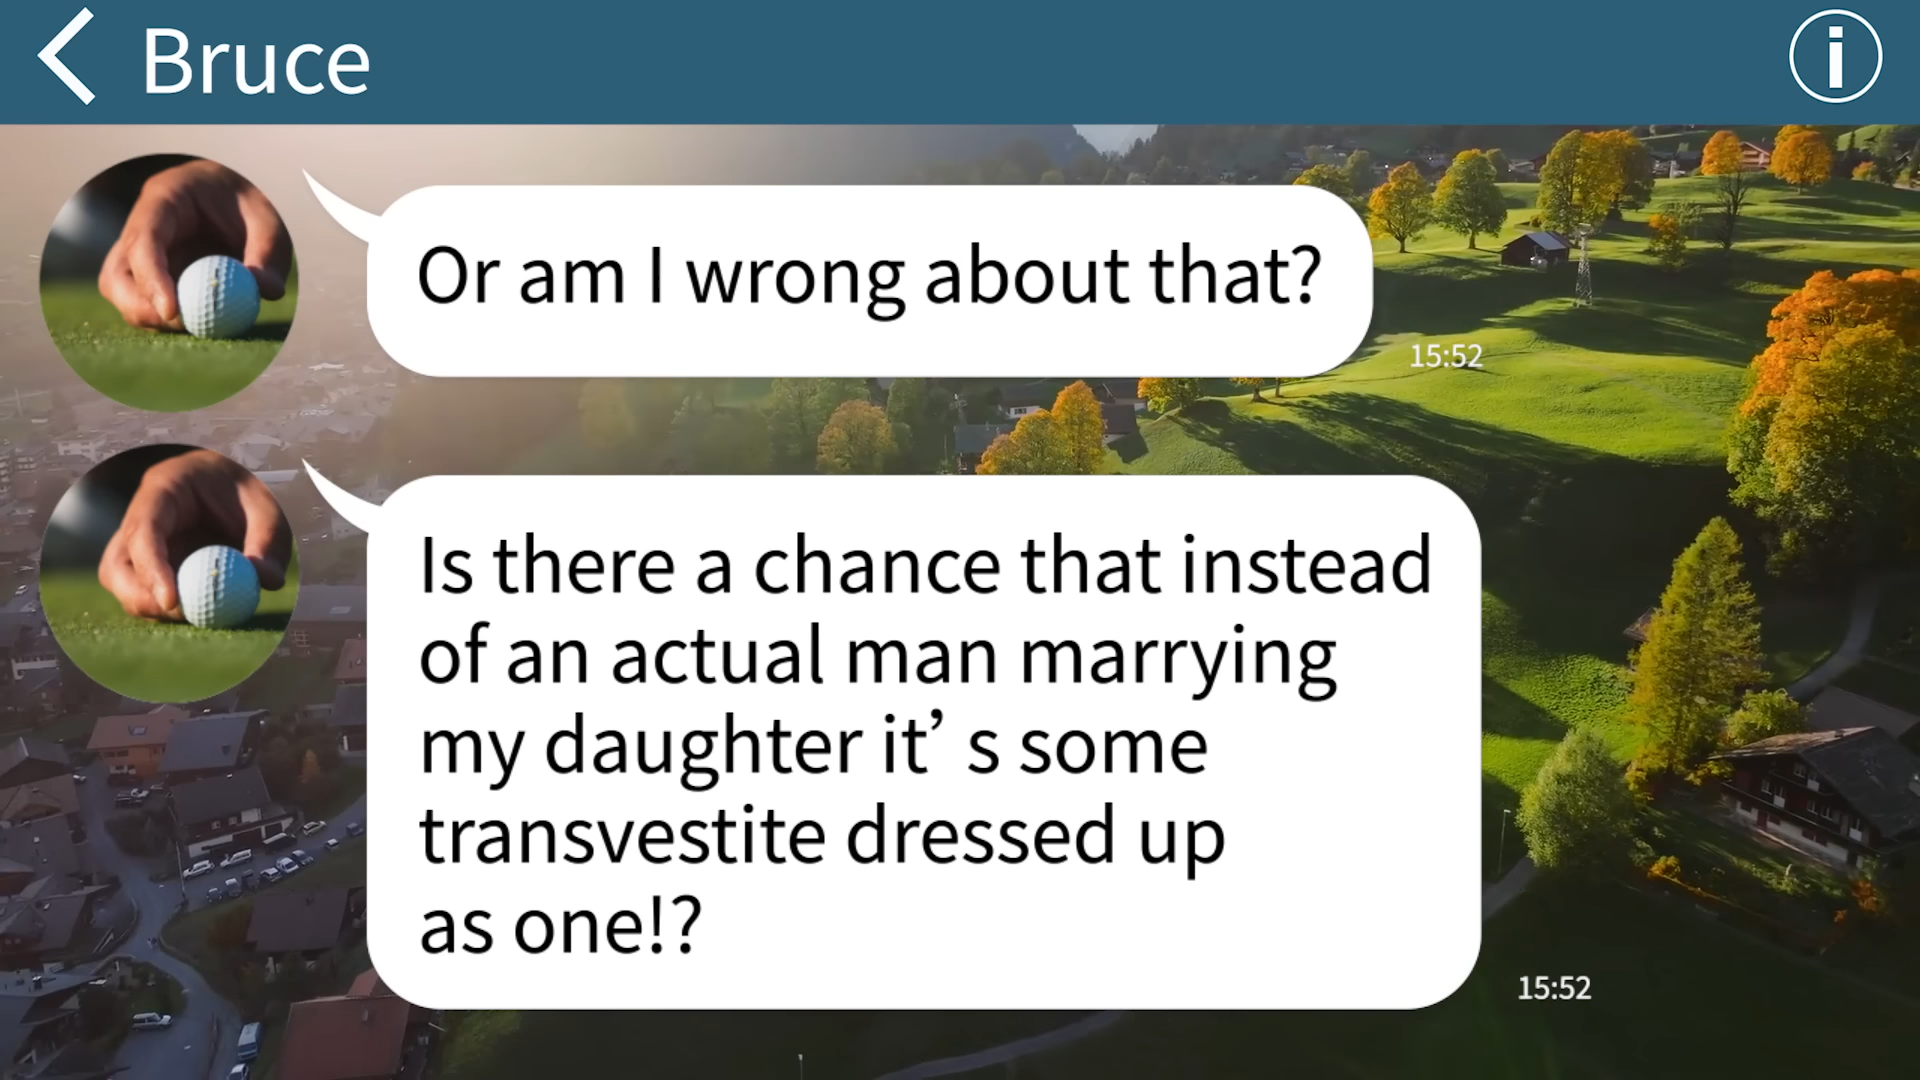 Bruce
Or am I wrong about that?
15:52
Is there a chance that instead
of an actual man marrying
my daughter it’ s some
transvestite dressed up
as one!?
15:52